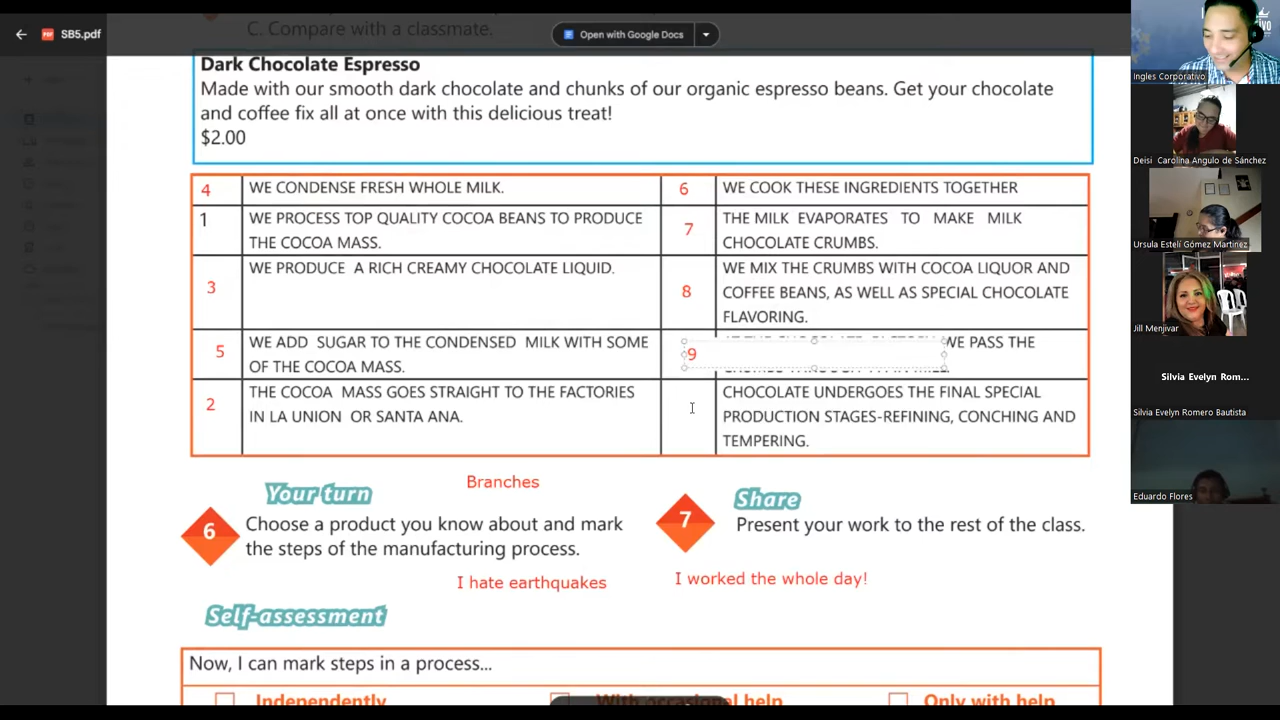 C. Compare with a classmate.
SB5.pdf
Open with Google Docs
Dark Chocolate Espresso
Made with our smooth dark chocolate and chunks of our organic espresso beans. Get your chocolate
and coffee fix all at once with this delicious treat!
$2.00
4 WE CONDENSE FRESH WHOLE MILK.
6 WE COOK THESE INGREDIENTS TOGETHER
1 WE PROCESS TOP QUALITY COCOA BEANS TO PRODUCE
THE COCOA MASS.
7 THE MILK EVAPORATES TO MAKE MILK
CHOCOLATE CRUMBS.
3 WE PRODUCE A RICH CREAMY CHOCOLATE LIQUID.
8 WE MIX THE CRUMBS WITH COCOA LIQUOR AND
COFFEE BEANS, AS WELL AS SPECIAL CHOCOLATE
FLAVORING.
5 WE ADD SUGAR TO THE CONDENSED MILK WITH SOME
OF THE COCOA MASS.
9 WE PASS THE
2 THE COCOA MASS GOES STRAIGHT TO THE FACTORIES
IN LA UNION OR SANTA ANA.
CHOCOLATE UNDERGOES THE FINAL SPECIAL
PRODUCTION STAGES-REFINING, CONCHING AND
TEMPERING.
Branches
Your turn
6 Choose a product you know about and mark
the steps of the manufacturing process.
I hate earthquakes
Share
7 Present your work to the rest of the class.
I worked the whole day!
Self-assessment
Now, I can mark steps in a process...
Independently
With occasional help
Only with help
Ingles Corporativo
Deisi Carolina Angulo de Sánchez
Ursula Estelí Gómez Martinez
Jill Menjivar
Silvia Evelyn Rom...
Silvia Evelyn Romero Bautista
Eduardo Flores